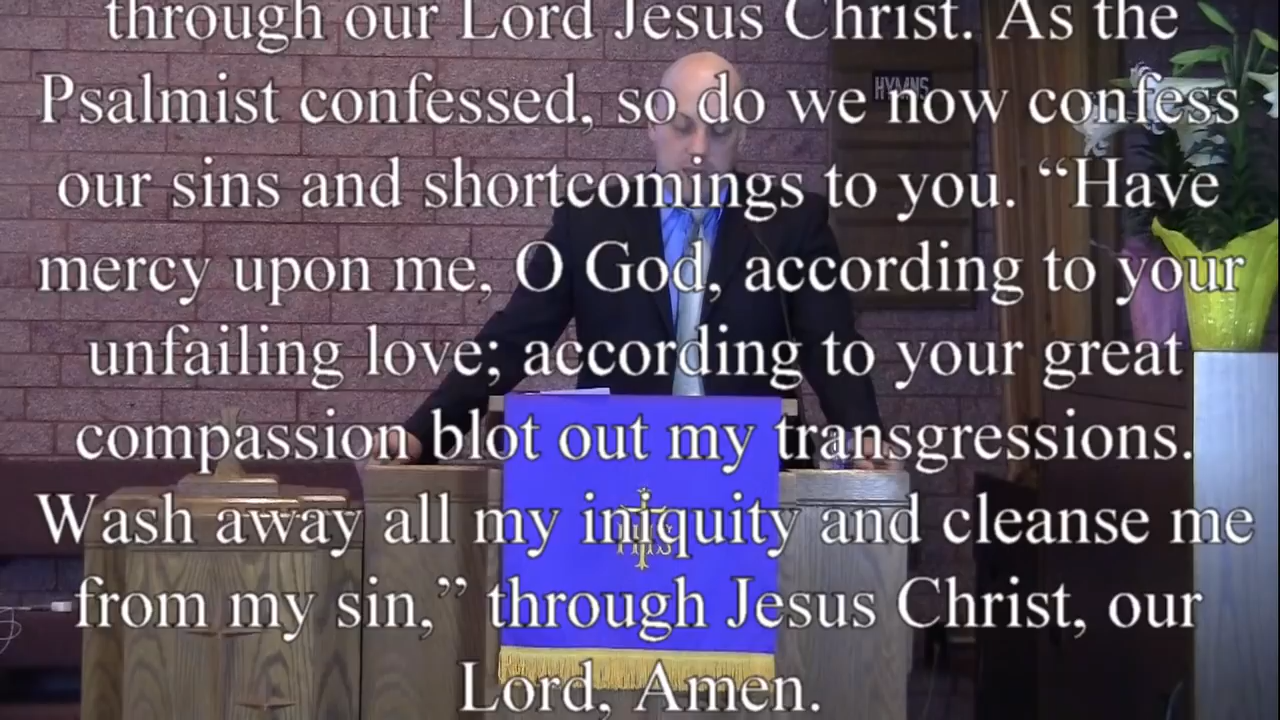 through our Lord Jesus Christ. As the
HYMNS
Psalmist confessed, so do we now confess
our sins and shortcomings to you. “Have
mercy upon me, O God, according to your
unfailing love; according to your great
compassion blot out my transgressions.
Wash away all my iniquity and cleanse me
IHS
from my sin,” through Jesus Christ, our
Lord, Amen.